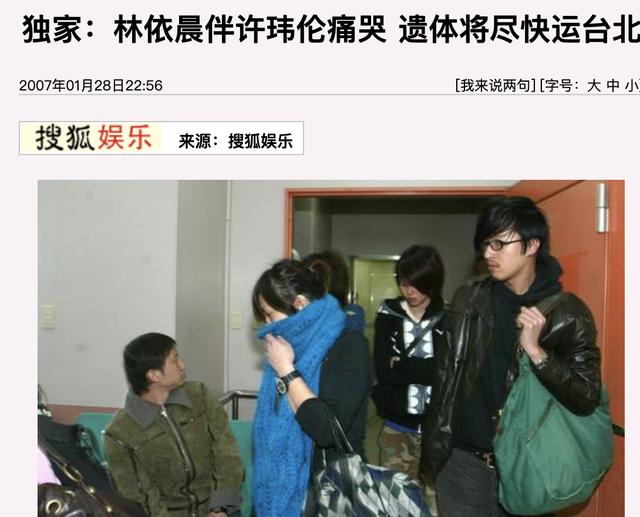 独家：林依晨伴许玮伦痛哭 遗体将尽快运台北
2007年01月28日22:56 [我来说两句] [字号：大 中 小]
搜狐娱乐 来源：搜狐娱乐